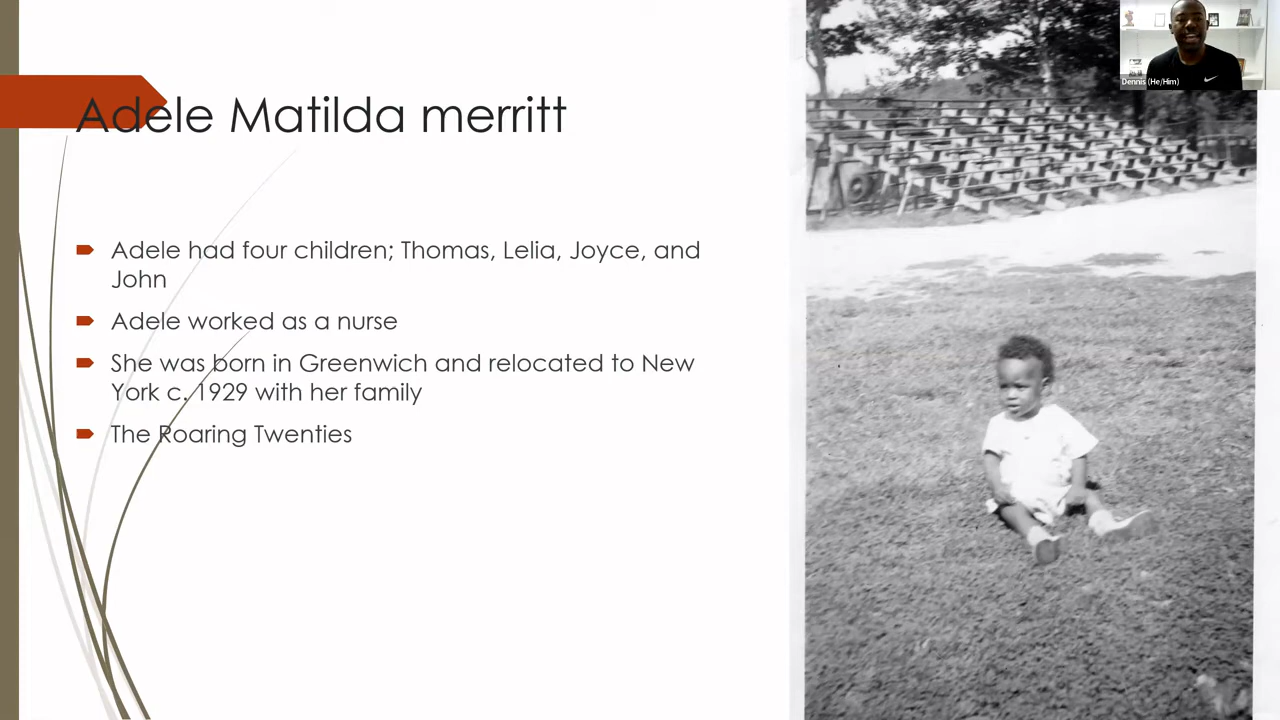 Adele Matilda merritt
Adele had four children; Thomas, Lelia, Joyce, and
John
Adele worked as a nurse
She was born in Greenwich and relocated to New
York c. 1929 with her family
The Roaring Twenties
Dennis (He/Him)